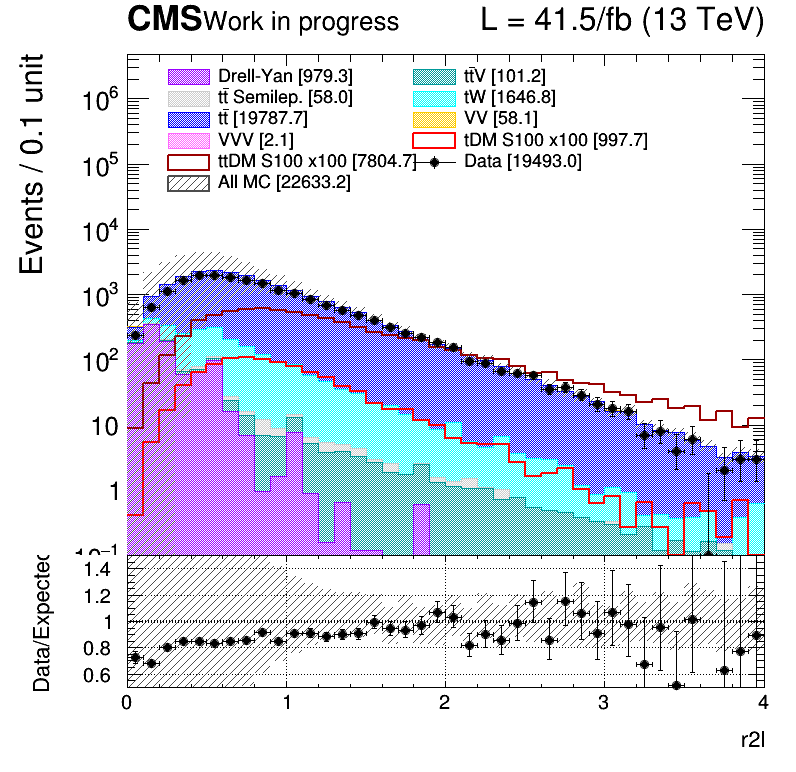 CMS Work in progress L = 41.5/fb (13 TeV)
Drell-Yan [979.3] tt̄V [101.2]
tt̄ Semilep. [58.0] tW [1646.8]
tt̄ [19787.7] VV [58.1]
VVV [2.1] tDM S100 x100 [997.7]
ttDM S100 x100 [7804.7] Data [19493.0]
All MC [22633.2]
Events / 0.1 unit
10⁶
10⁵
10⁴
10³
10²
10
1
10⁻¹
Data/Expected
1.4
1.2
1
0.8
0.6
0 1 2 3 4
r2l